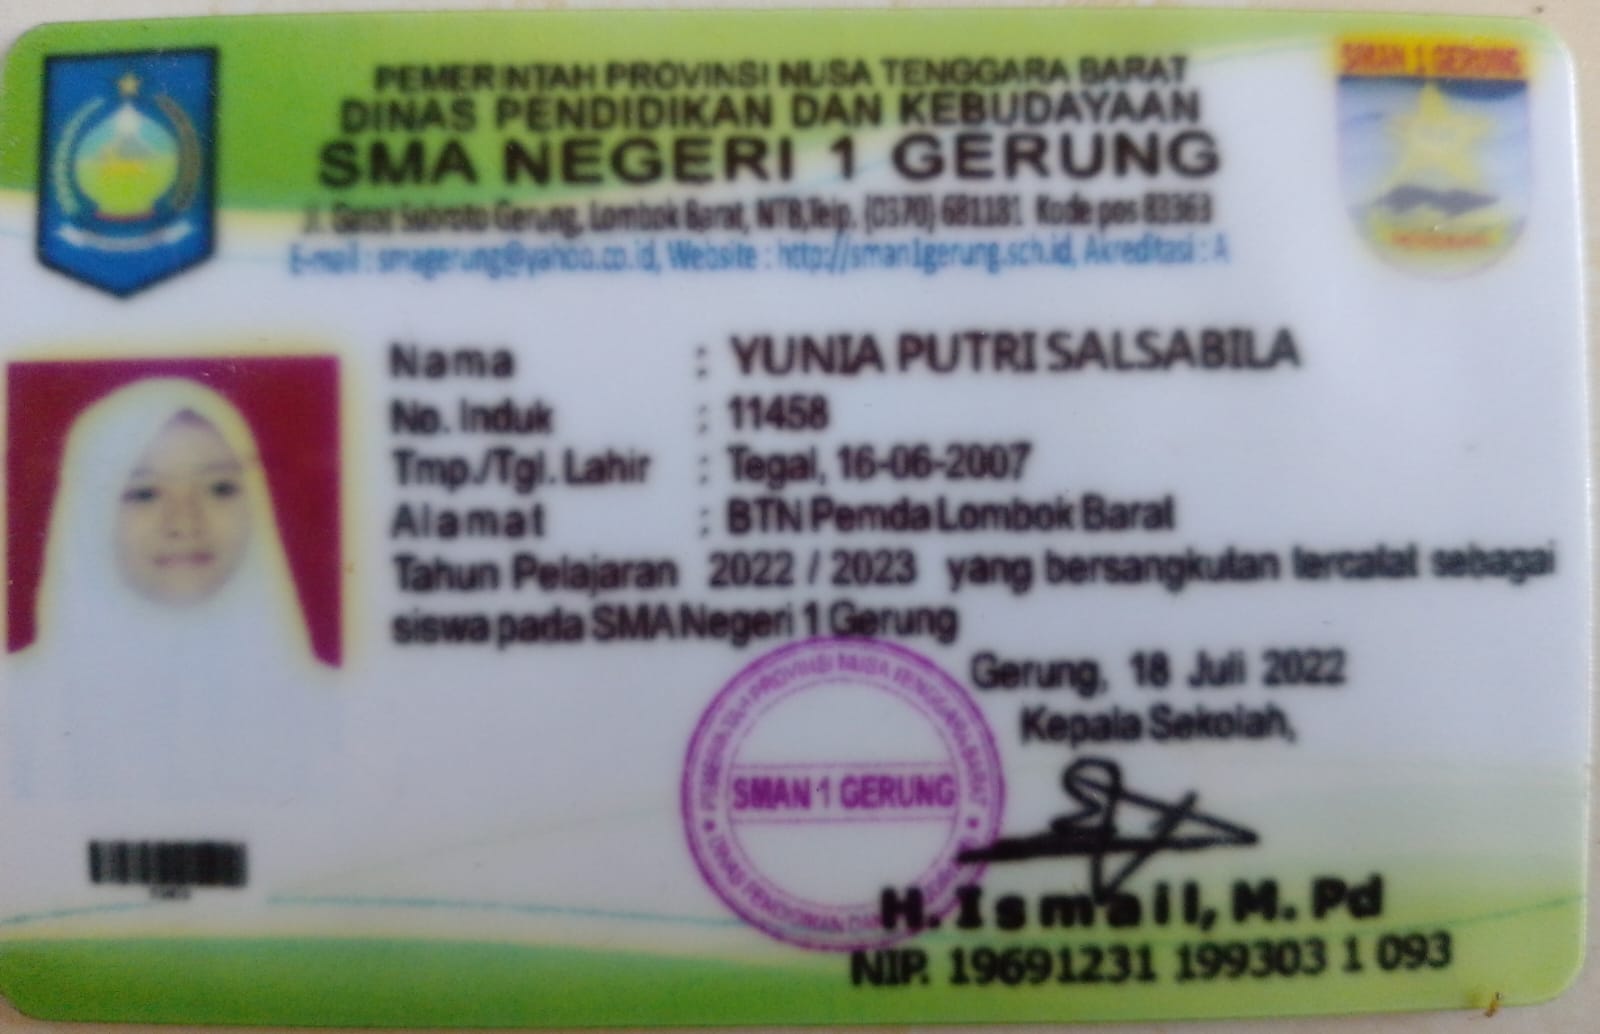 PEMERINTAH PROVINSI NUSA TENGGARA BARAT
DINAS PENDIDIKAN DAN KEBUDAYAAN
SMA NEGERI 1 GERUNG
Jl. Gatot Subroto Gerung, Lombok Barat, NTB,Telp. (0370) 681181 Kode pos 83363
E-mail : smagerung@yahoo.co.id, Website : http://sman1gerung.sch.id, Akreditasi : A
SMAN 1 GERUNG
Nama : YUNIA PUTRI SALSABILA
No. Induk : 11458
Tmp./Tgl. Lahir : Tegal, 16-06-2007
Alamat : BTN Pemda Lombok Barat
Tahun Pelajaran 2022 / 2023 yang bersangkutan tercatat sebagai
siswa pada SMA Negeri 1 Gerung
Gerung, 18 Juli 2022
Kepala Sekolah,
PEMERINTAH PROVINSI NUSA TENGGARA BARAT
SMAN 1 GERUNG
DINAS PENDIDIKAN DAN
H. Ismail, M. Pd
NIP. 19691231 199303 1 093